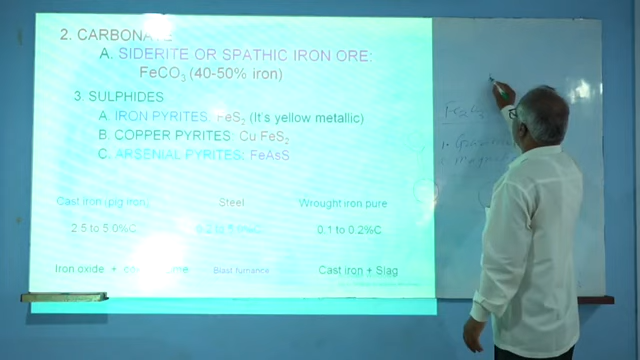 2. CARBONATE
A. SIDERITE OR SPATHIC IRON ORE:
FeCO3 (40-50% iron)
3. SULPHIDES
A. IRON PYRITES: FeS2 (It's yellow metallic)
B. COPPER PYRITES: Cu FeS2
C. ARSENIAL PYRITES: FeAsS
Cast iron (pig iron) Steel Wrought iron pure
2.5 to 5.0%C 0.1 to 0.2%C
Iron oxide + Blast furnance Cast iron + Slag